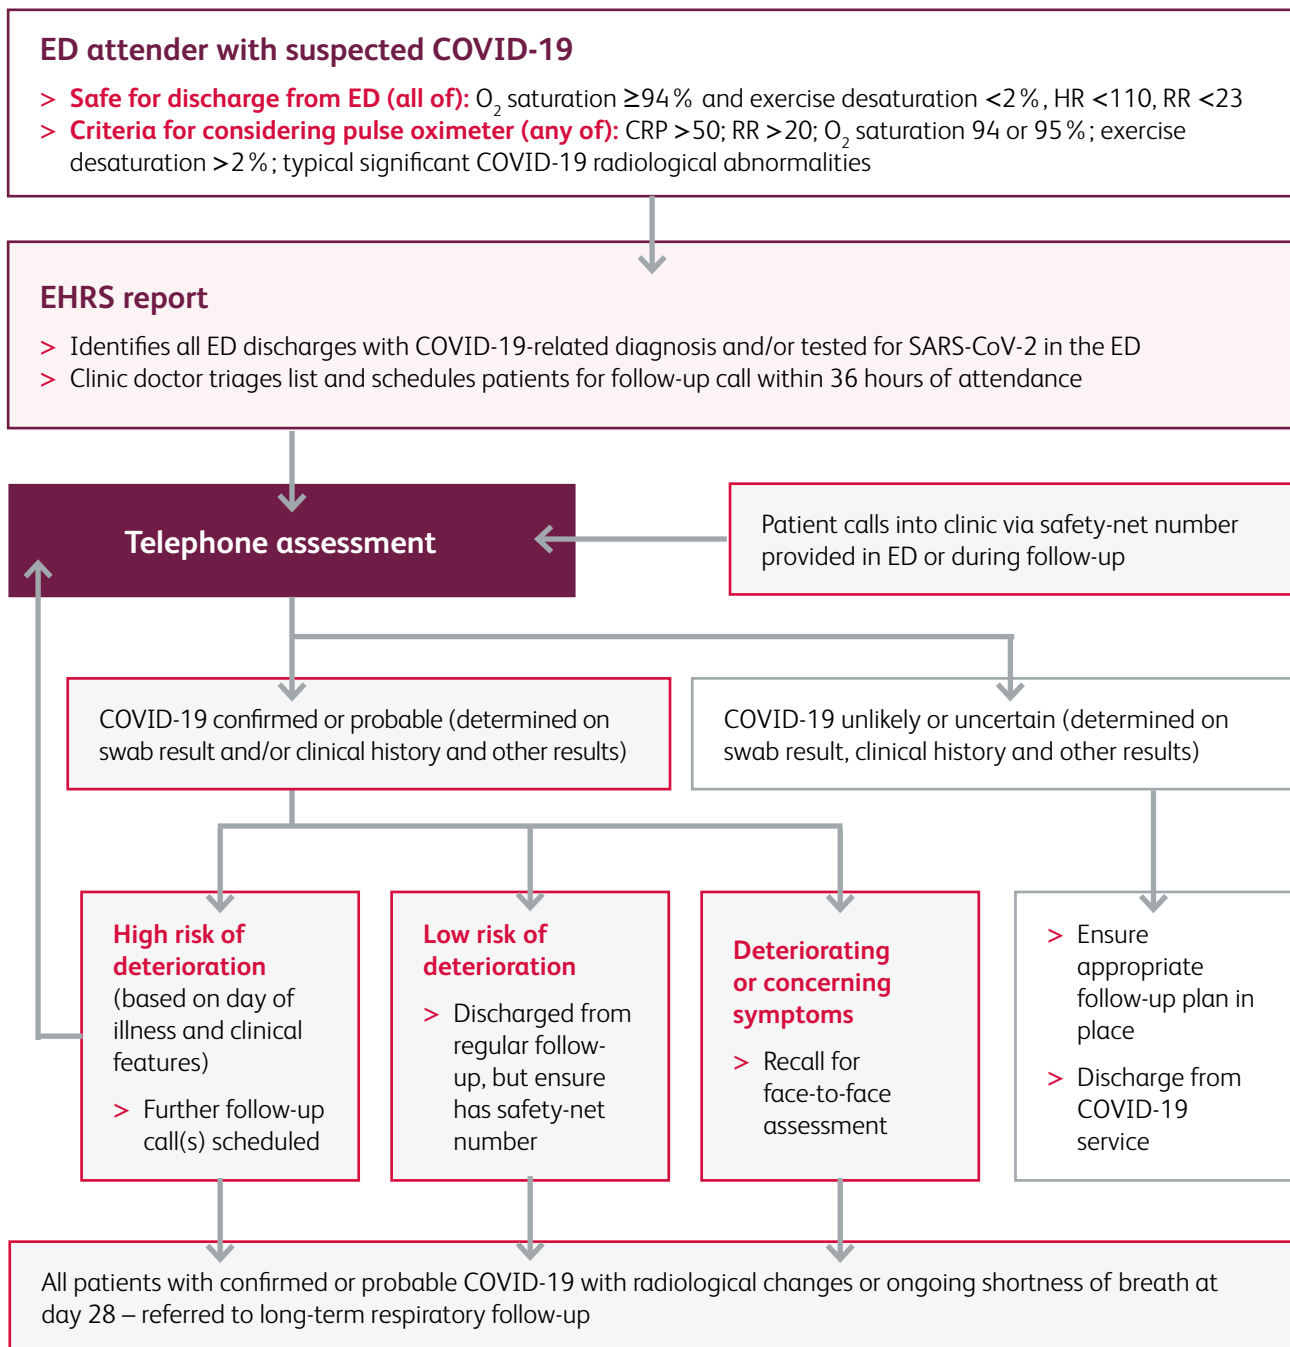 ED attender with suspected COVID-19
> Safe for discharge from ED (all of): O₂ saturation ≥94% and exercise desaturation <2%, HR <110, RR <23
> Criteria for considering pulse oximeter (any of): CRP >50; RR >20; O₂ saturation 94 or 95%; exercise
desaturation >2%; typical significant COVID-19 radiological abnormalities
EHRS report
> Identifies all ED discharges with COVID-19-related diagnosis and/or tested for SARS-CoV-2 in the ED
> Clinic doctor triages list and schedules patients for follow-up call within 36 hours of attendance
Telephone assessment
Patient calls into clinic via safety-net number
provided in ED or during follow-up
COVID-19 confirmed or probable (determined on
swab result and/or clinical history and other results)
COVID-19 unlikely or uncertain (determined on
swab result, clinical history and other results)
High risk of
deterioration
(based on day of
illness and clinical
features)
> Further follow-up
call(s) scheduled
Low risk of
deterioration
> Discharged from
regular follow-
up, but ensure
has safety-net
number
Deteriorating
or concerning
symptoms
> Recall for
face-to-face
assessment
> Ensure
appropriate
follow-up plan in
place
> Discharge from
COVID-19
service
All patients with confirmed or probable COVID-19 with radiological changes or ongoing shortness of breath at
day 28 – referred to long-term respiratory follow-up